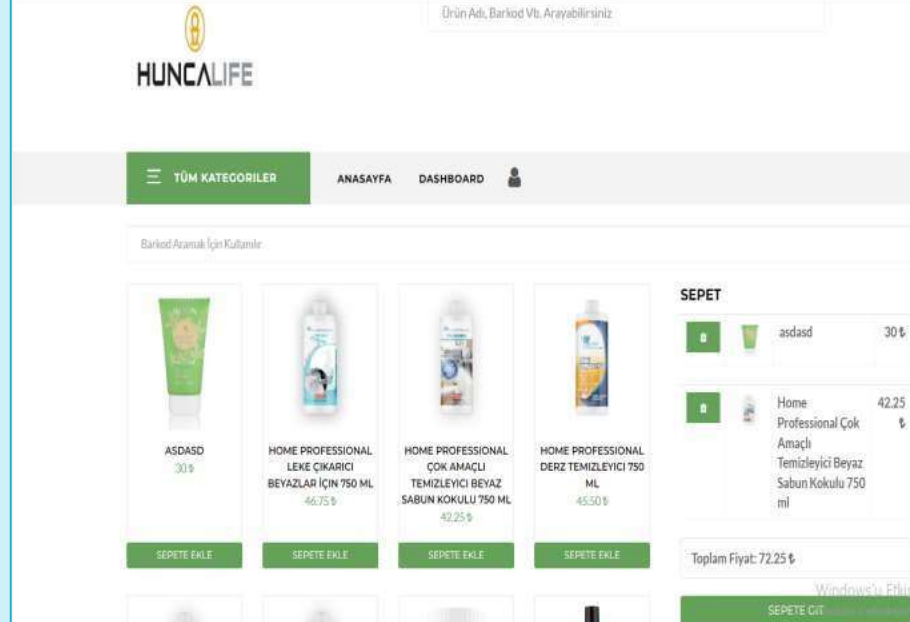 Ürün Adı, Barkod Vb. Arayabilirsiniz
HUNCALIFE
TÜM KATEGORILER
ANASAYFA
DASHBOARD
Barkod Aramak İçin Kullanılır
ASDASD
30 ₺
SEPETE EKLE
HOME PROFESSIONAL
LEKE ÇIKARICI
BEYAZLAR İÇİN 750 ML
46.75 ₺
SEPETE EKLE
HOME PROFESSIONAL
ÇOK AMAÇLI
TEMIZLEYICI BEYAZ
SABUN KOKULU 750 ML
42.25 ₺
SEPETE EKLE
HOME PROFESSIONAL
DERZ TEMIZLEYICI 750
ML
45.50 ₺
SEPETE EKLE
SEPET
asdasd 30 ₺
Home 42.25
Professional Çok ₺
Amaçlı
Temizleyici Beyaz
Sabun Kokulu 750
ml
Toplam Fiyat: 72.25 ₺
Windows'u Etkin
SEPETE GIT